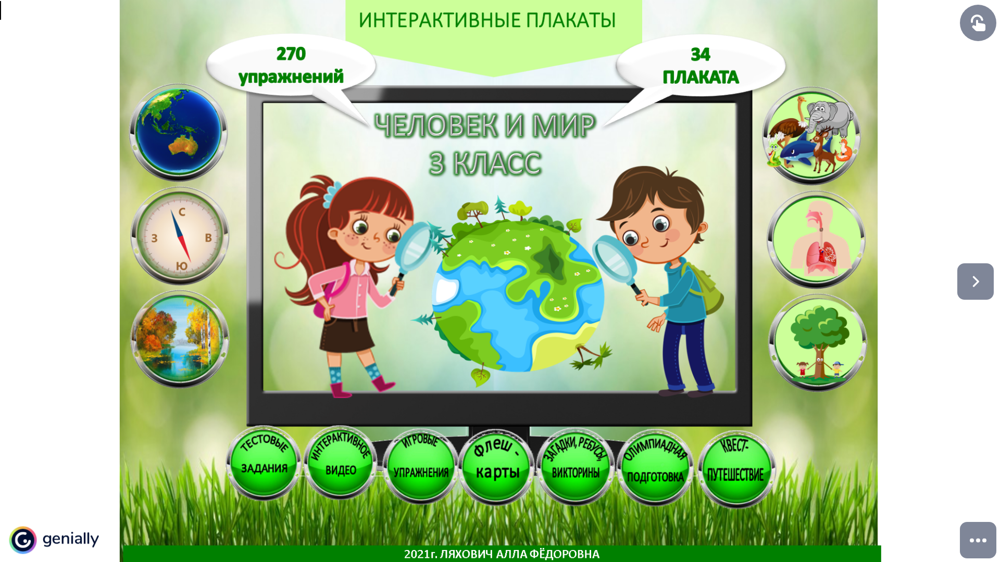 ИНТЕРАКТИВНЫЕ ПЛАКАТЫ
270
упражнений
34
ПЛАКАТА
ЧЕЛОВЕК И МИР
3 КЛАСС
С
З
В
Ю
ТЕСТОВЫЕ
ЗАДАНИЯ
ИНТЕРАКТИВНОЕ
ВИДЕО
ИГРОВЫЕ
УПРАЖНЕНИЯ
Флеш -
карты
ЗАГАДКИ, РЕБУСЫ,
ВИКТОРИНЫ
ОЛИМПИАДНАЯ
ПОДГОТОВКА
КВЕСТ-
ПУТЕШЕСТВИЕ
genially
2021г. ЛЯХОВИЧ АЛЛА ФЁДОРОВНА